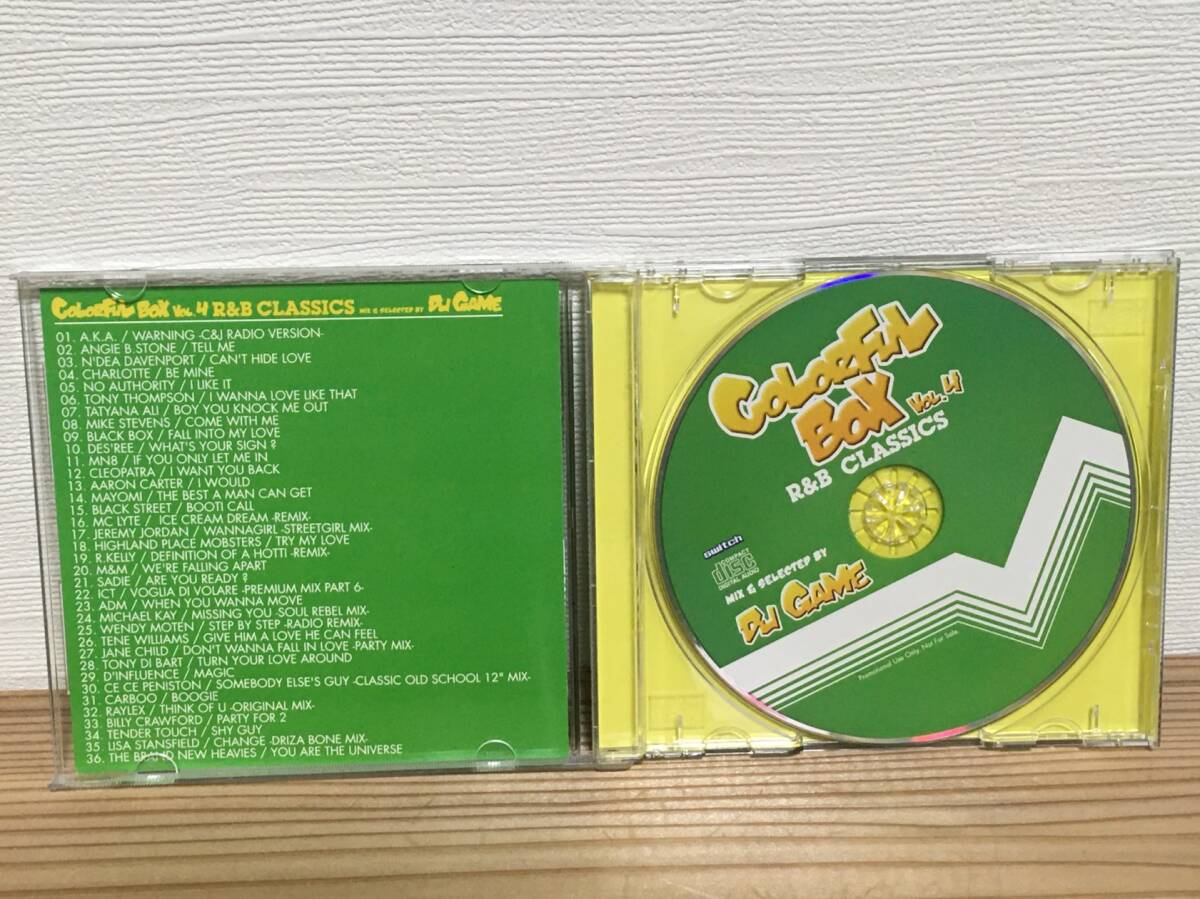 COLORFUL BOX VOL.4 R&B CLASSICS MIX & SELECTED BY DJ GAME
01. A.K.A. / WARNING -C&J RADIO VERSION-
02. ANGIE B.STONE / TELL ME
03. N'DEA DAVENPORT / CAN'T HIDE LOVE
04. CHARLOTTE / BE MINE
05. NO AUTHORITY / I LIKE IT
06. TONY THOMPSON / I WANNA LOVE LIKE THAT
07. TATYANA ALI / BOY YOU KNOCK ME OUT
08. MIKE STEVENS / COME WITH ME
09. BLACK BOX / FALL INTO MY LOVE
10. DES'REE / WHAT'S YOUR SIGN ?
11. MN8 / IF YOU ONLY LET ME IN
12. CLEOPATRA / I WANT YOU BACK
13. AARON CARTER / I WOULD
14. MAYOMI / THE BEST A MAN CAN GET
15. BLACK STREET / BOOTI CALL
16. MC LYTE / ICE CREAM DREAM -REMIX-
17. JEREMY JORDAN / WANNAGIRL -STREETGIRL MIX-
18. HIGHLAND PLACE MOBSTERS / TRY MY LOVE
19. R.KELLY / DEFINITION OF A HOTTI -REMIX-
20. M&M / WE'RE FALLING APART
21. SADIE / ARE YOU READY ?
22. ICT / VOGLIA DI VOLARE -PREMIUM MIX PART 6-
23. ADM / WHEN YOU WANNA MOVE
24. MICHAEL KAY / MISSING YOU -SOUL REBEL MIX-
25. WENDY MOTEN / STEP BY STEP -RADIO REMIX-
26. TENE WILLIAMS / GIVE HIM A LOVE HE CAN FEEL
27. JANE CHILD / DON'T WANNA FALL IN LOVE -PARTY MIX-
28. TONY DI BART / TURN YOUR LOVE AROUND
29. D'INFLUENCE / MAGIC
30. CE CE PENISTON / SOMEBODY ELSE'S GUY -CLASSIC OLD SCHOOL 12" MIX-
31. CARBOO / BOOGIE
32. RAYLEX / THINK OF U -ORIGINAL MIX-
33. BILLY CRAWFORD / PARTY FOR 2
34. TENDER TOUCH / SHY GUY
35. LISA STANSFIELD / CHANGE -DRIZA BONE MIX-
36. THE BRAND NEW HEAVIES / YOU ARE THE UNIVERSE
COLORFUL
BOX VOL.4
R&B CLASSICS
switch
COMPACT
disc
DIGITAL AUDIO
MIX & SELECTED BY
DJ GAME
Promotional Use Only. Not For Sale.